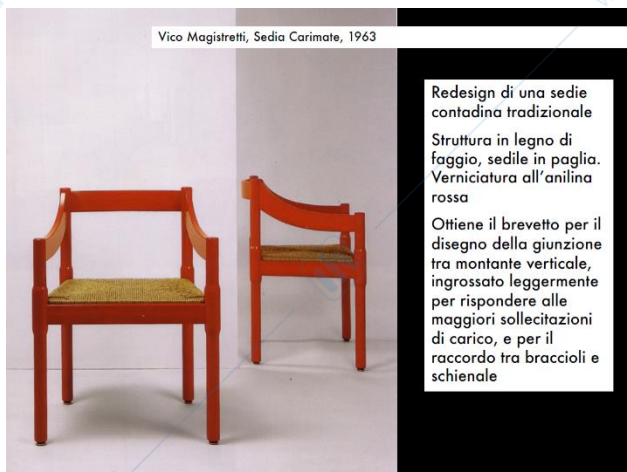 Vico Magistretti, Sedia Carimate, 1963
Redesign di una sedie
contadina tradizionale
Struttura in legno di
faggio, sedile in paglia.
Verniciatura all'anilina
rossa
Ottiene il brevetto per il
disegno della giunzione
tra montante verticale,
ingrossato leggermente
per rispondere alle
maggiori sollecitazioni
di carico, e per il
raccordo tra braccioli e
schienale